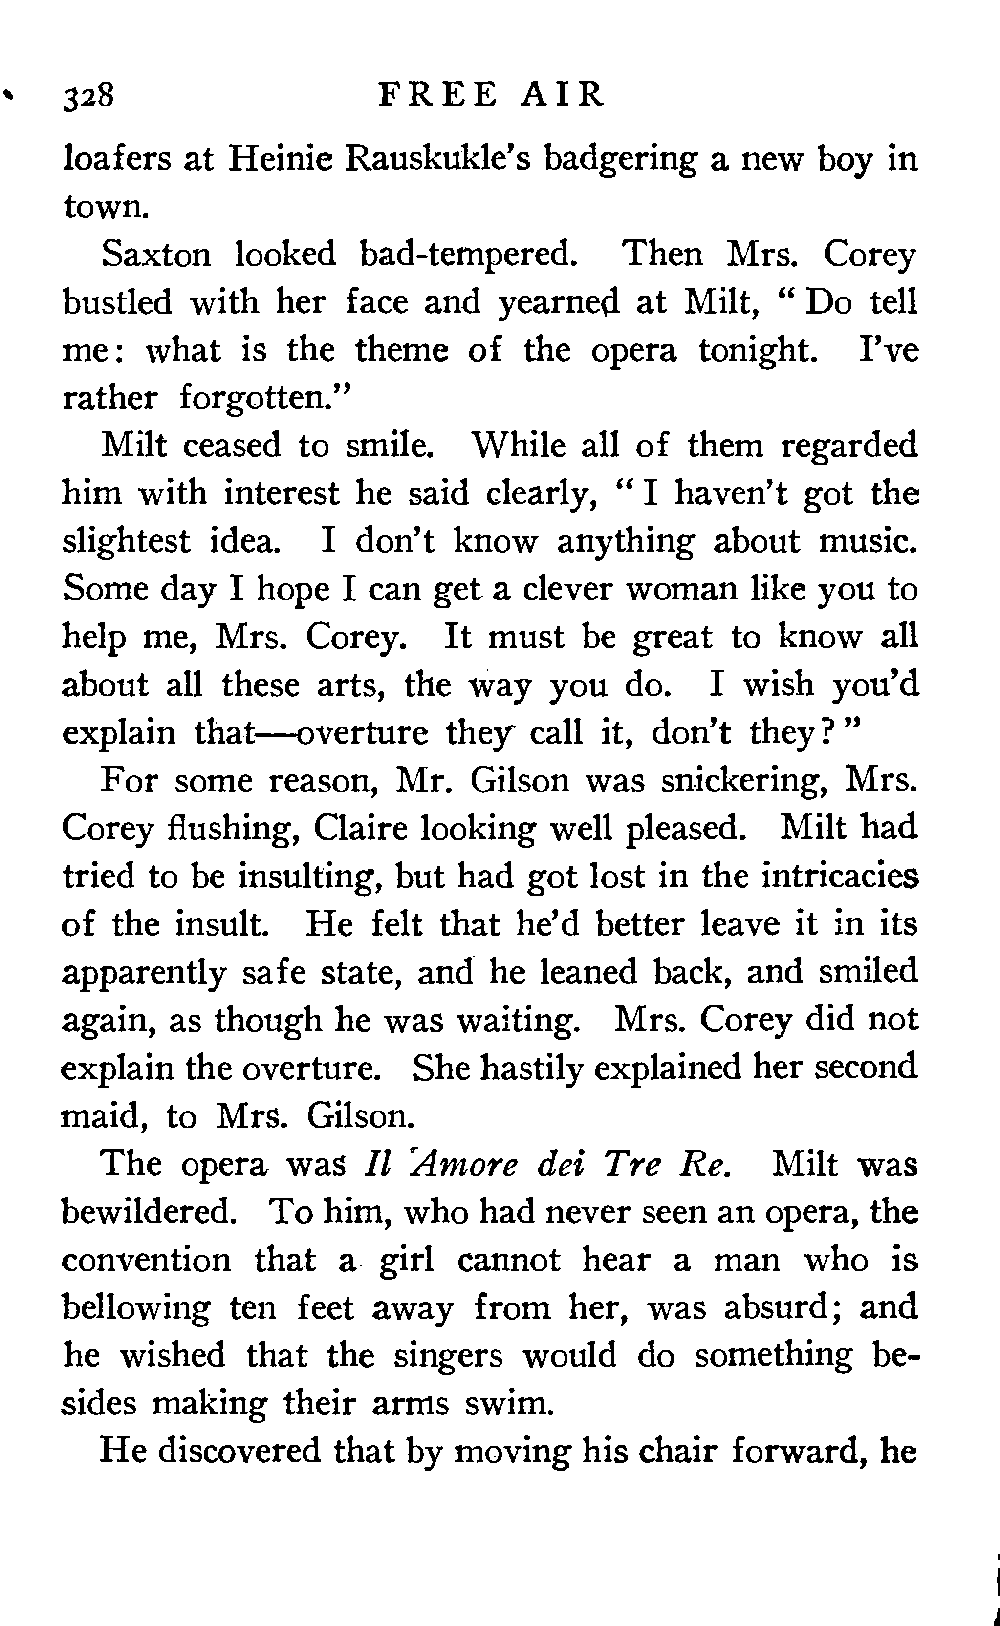 328 FREE AIR
loafers at Heinie Rauskukle's badgering a new boy in
town.
Saxton looked bad-tempered. Then Mrs. Corey
bustled with her face and yearned at Milt, “ Do tell
me: what is the theme of the opera tonight. I've
rather forgotten.”
Milt ceased to smile. While all of them regarded
him with interest he said clearly, “ I haven't got the
slightest idea. I don't know anything about music.
Some day I hope I can get a clever woman like you to
help me, Mrs. Corey. It must be great to know all
about all these arts, the way you do. I wish you'd
explain that—overture they call it, don't they? ”
For some reason, Mr. Gilson was snickering, Mrs.
Corey flushing, Claire looking well pleased. Milt had
tried to be insulting, but had got lost in the intricacies
of the insult. He felt that he'd better leave it in its
apparently safe state, and he leaned back, and smiled
again, as though he was waiting. Mrs. Corey did not
explain the overture. She hastily explained her second
maid, to Mrs. Gilson.
The opera was Il 'Amore dei Tre Re. Milt was
bewildered. To him, who had never seen an opera, the
convention that a girl cannot hear a man who is
bellowing ten feet away from her, was absurd; and
he wished that the singers would do something be-
sides making their arms swim.
He discovered that by moving his chair forward, he